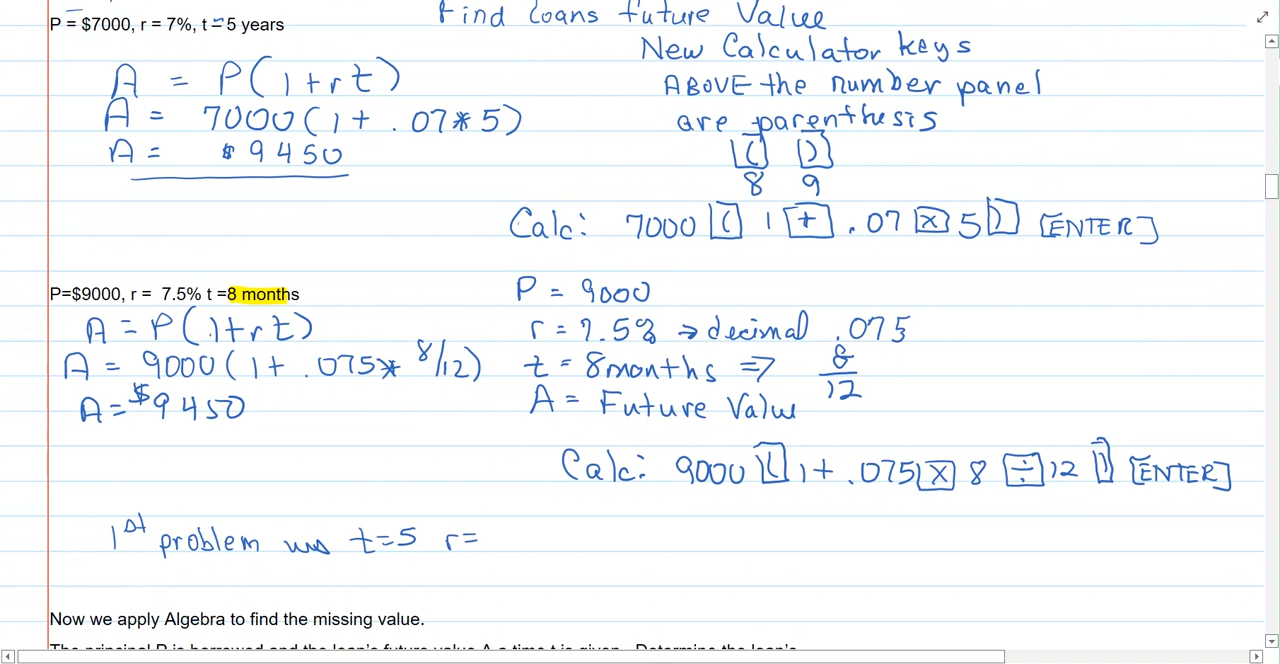 Find loans future Value
P = $7000, r = 7%, t = 5 years
New Calculator keys
A = P(1+rt)
ABOVE the number panel
A = 7000(1+ .07*5)
are parenthesis
A = $9450
[(] [)]
8 9
Calc: 7000 [(] 1 [+] .07 [x] 5 [)] [ENTER]
P=$9000, r = 7.5% t =8 months
P = 9000
A = P(1+rt)
r = 7.5% → decimal .075
A = 9000(1+ .075* 8/12)
t = 8months ⇒ 8/12
A = $9450
A = Future Value
Calc: 9000 [(] 1+ .075 [x] 8 [÷] 12 [)] [ENTER]
1st problem was t=5 r=
Now we apply Algebra to find the missing value.